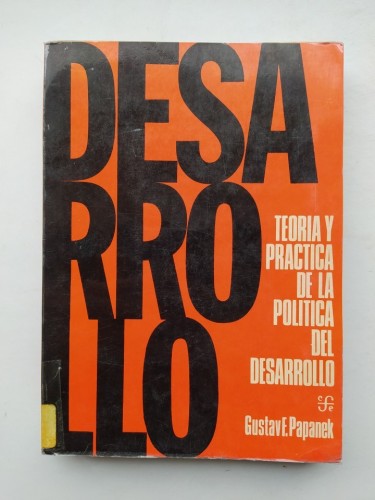 DESA
RRO
LLO
TEORIA Y
PRACTICA
DE LA
POLITICA
DEL
DESARROLLO
Gustav F. Papanek